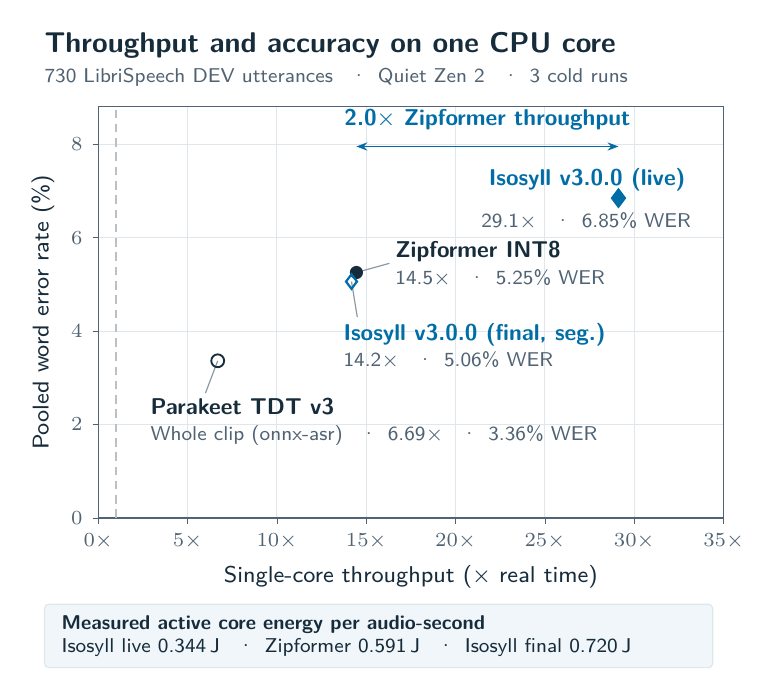 Throughput and accuracy on one CPU core
730 LibriSpeech DEV utterances · Quiet Zen 2 · 3 cold runs
2.0× Zipformer throughput
8
Isosyll v3.0.0 (live)
29.1× · 6.85% WER
6
Zipformer INT8
14.5× · 5.25% WER
4
Isosyll v3.0.0 (final, seg.)
14.2× · 5.06% WER
Parakeet TDT v3
2
Whole clip (onnx-asr) · 6.69× · 3.36% WER
0
Pooled word error rate (%)
0× 5× 10× 15× 20× 25× 30× 35×
Single-core throughput (× real time)
Measured active core energy per audio-second
Isosyll live 0.344 J · Zipformer 0.591 J · Isosyll final 0.720 J